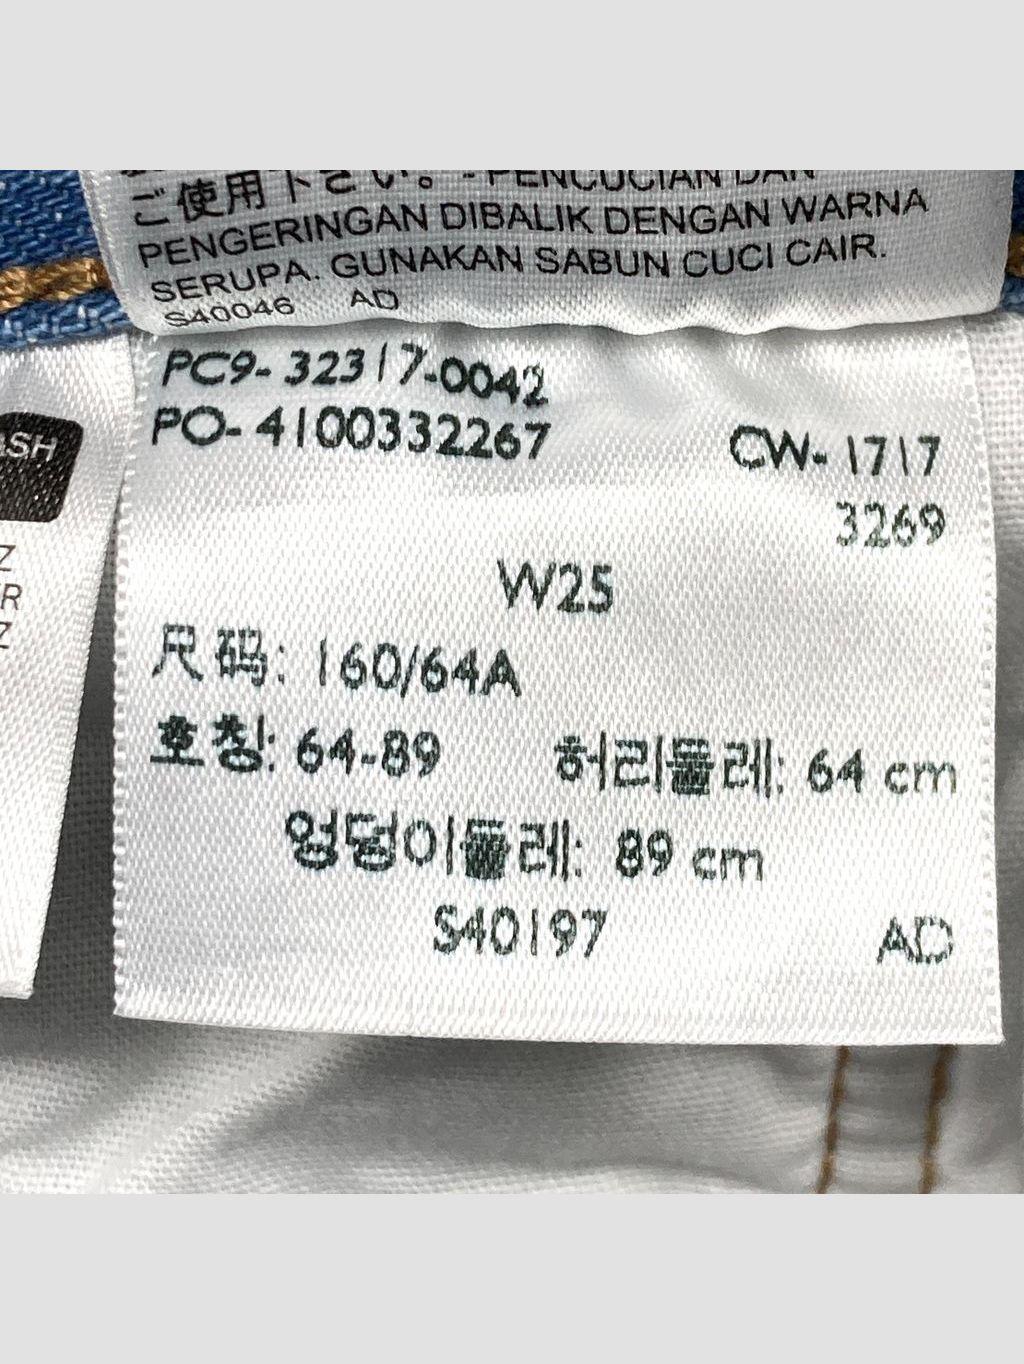 ご使用下さい。 - PENCUCIAN DAN
PENGERINGAN DIBALIK DENGAN WARNA
SERUPA. GUNAKAN SABUN CUCI CAIR.
S40046 AD
PC9-32317-0042
PO-4100332267
CW-1717
3269
W25
尺码: 160/64A
호칭: 64-89 허리둘레: 64 cm
엉덩이둘레: 89 cm
S40197 AD